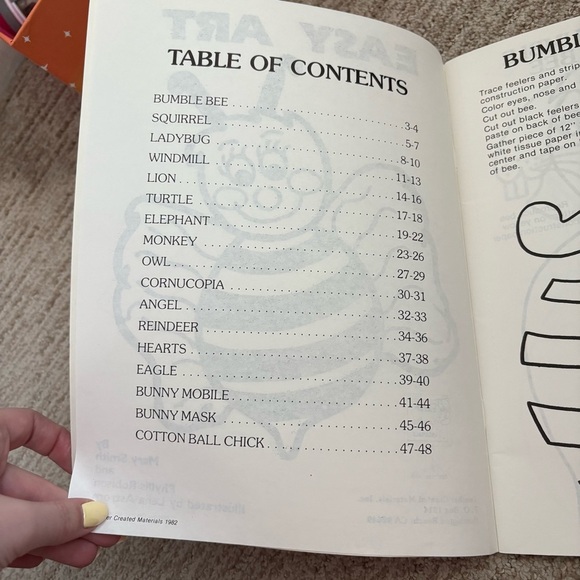 TABLE OF CONTENTS
BUMBLE BEE . . . . . . . . . . . . . . . . . . . . . . . . 3-4
SQUIRREL . . . . . . . . . . . . . . . . . . . . . . . . 5-7
LADYBUG . . . . . . . . . . . . . . . . . . . . . . . . 8-10
WINDMILL . . . . . . . . . . . . . . . . . . . . . . . . 11-13
LION . . . . . . . . . . . . . . . . . . . . . . . . 14-16
TURTLE . . . . . . . . . . . . . . . . . . . . . . . . 17-18
ELEPHANT . . . . . . . . . . . . . . . . . . . . . . . . 19-22
MONKEY . . . . . . . . . . . . . . . . . . . . . . . . 23-26
OWL . . . . . . . . . . . . . . . . . . . . . . . . 27-29
CORNUCOPIA . . . . . . . . . . . . . . . . . . . . . . . . 30-31
ANGEL . . . . . . . . . . . . . . . . . . . . . . . . 32-33
REINDEER . . . . . . . . . . . . . . . . . . . . . . . . 34-36
HEARTS . . . . . . . . . . . . . . . . . . . . . . . . 37-38
EAGLE . . . . . . . . . . . . . . . . . . . . . . . . 39-40
BUNNY MOBILE . . . . . . . . . . . . . . . . . . . . . . . . 41-44
BUNNY MASK . . . . . . . . . . . . . . . . . . . . . . . . 45-46
COTTON BALL CHICK . . . . . . . . . . . . . . . . . . . . 47-48
Created Materials 1982
BUMBL
Trace feelers and strip
construction paper.
Color eyes, nose and
Cut out bee.
Cut out black feelers
paste on back of bee
Gather piece of 12"
white tissue paper
center and tape on
of bee.
EASY ART